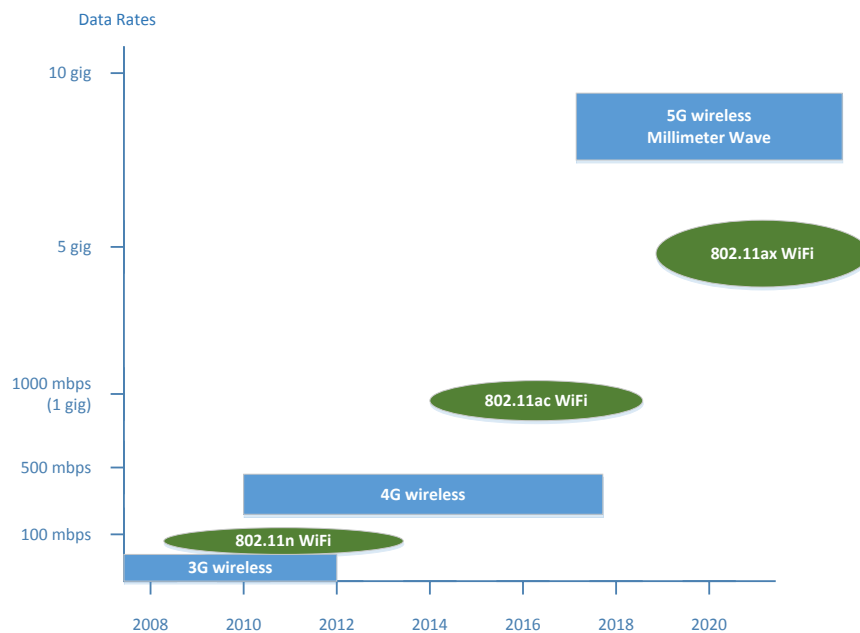 Data Rates
10 gig
5G wireless
Millimeter Wave
5 gig
802.11ax WiFi
1000 mbps
(1 gig)
802.11ac WiFi
500 mbps
4G wireless
100 mbps
802.11n WiFi
3G wireless
2008 2010 2012 2014 2016 2018 2020